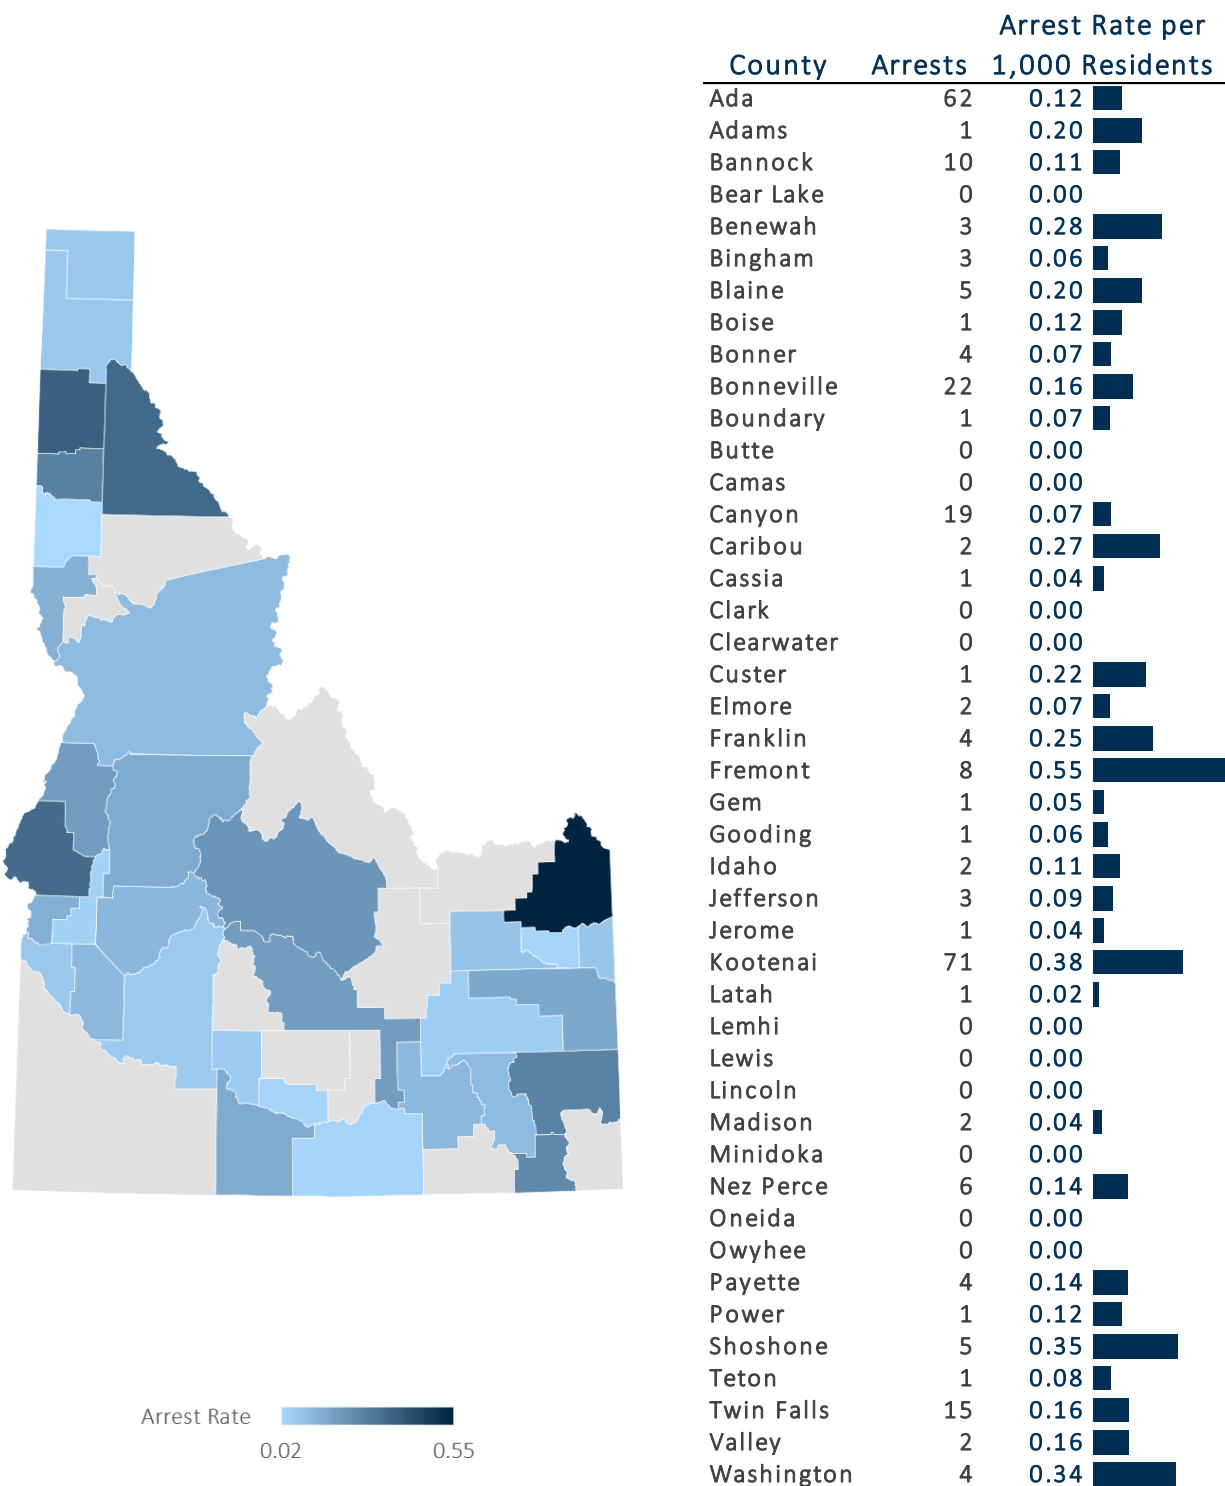 Arrest Rate per
County Arrests 1,000 Residents
Ada 62 0.12
Adams 1 0.20
Bannock 10 0.11
Bear Lake 0 0.00
Benewah 3 0.28
Bingham 3 0.06
Blaine 5 0.20
Boise 1 0.12
Bonner 4 0.07
Bonneville 22 0.16
Boundary 1 0.07
Butte 0 0.00
Camas 0 0.00
Canyon 19 0.07
Caribou 2 0.27
Cassia 1 0.04
Clark 0 0.00
Clearwater 0 0.00
Custer 1 0.22
Elmore 2 0.07
Franklin 4 0.25
Fremont 8 0.55
Gem 1 0.05
Gooding 1 0.06
Idaho 2 0.11
Jefferson 3 0.09
Jerome 1 0.04
Kootenai 71 0.38
Latah 1 0.02
Lemhi 0 0.00
Lewis 0 0.00
Lincoln 0 0.00
Madison 2 0.04
Minidoka 0 0.00
Nez Perce 6 0.14
Oneida 0 0.00
Owyhee 0 0.00
Payette 4 0.14
Power 1 0.12
Shoshone 5 0.35
Teton 1 0.08
Twin Falls 15 0.16
Valley 2 0.16
Washington 4 0.34
Arrest Rate
0.02 0.55